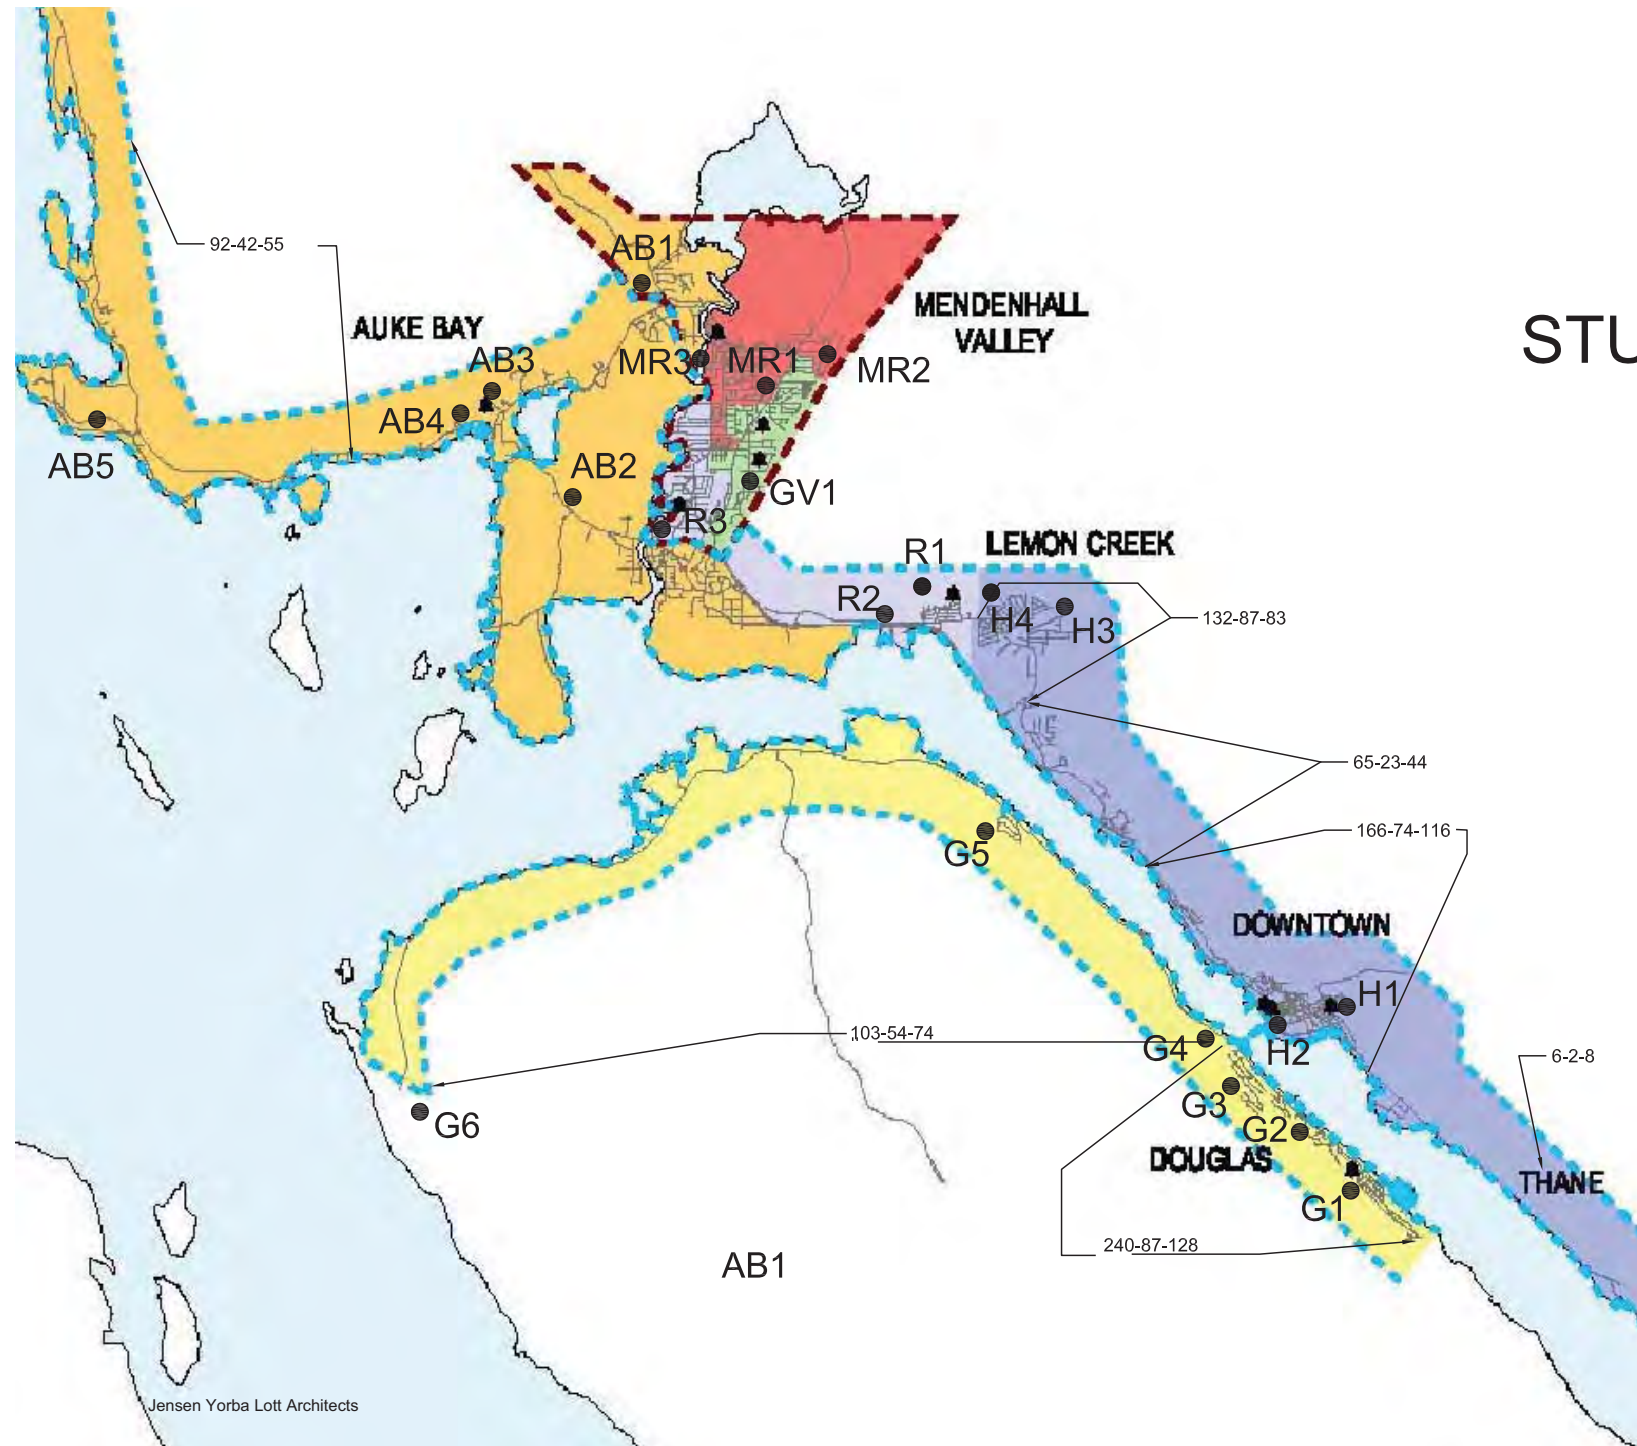 92-42-55
AB1
AUKE BAY
MENDENHALL
VALLEY
STU
AB3
MR3
MR1
MR2
AB4
AB5
AB2
GV1
R3
R1
LEMON CREEK
R2
H4
H3
132-87-83
65-23-44
166-74-116
G5
DOWNTOWN
H1
103-54-74
G4
H2
6-2-8
G3
G6
G2
DOUGLAS
THANE
G1
240-87-128
AB1
Jensen Yorba Lott Architects